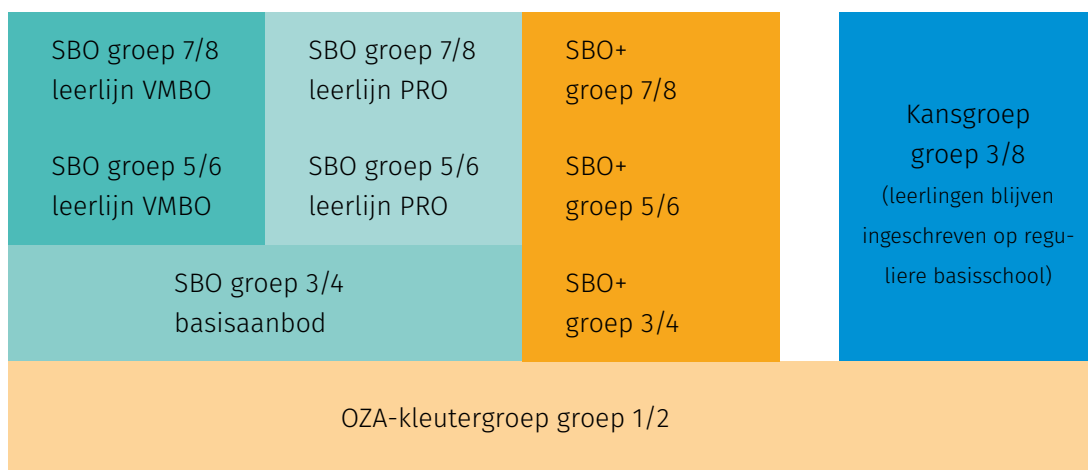 SBO groep 7/8
leerlijn VMBO
SBO groep 7/8
leerlijn PRO
SBO+
groep 7/8
SBO groep 5/6
leerlijn VMBO
SBO groep 5/6
leerlijn PRO
SBO+
groep 5/6
SBO groep 3/4
basisaanbod
SBO+
groep 3/4
Kansgroep
groep 3/8
(leerlingen blijven
ingeschreven op regu-
liere basisschool)
OZA-kleutergroep groep 1/2